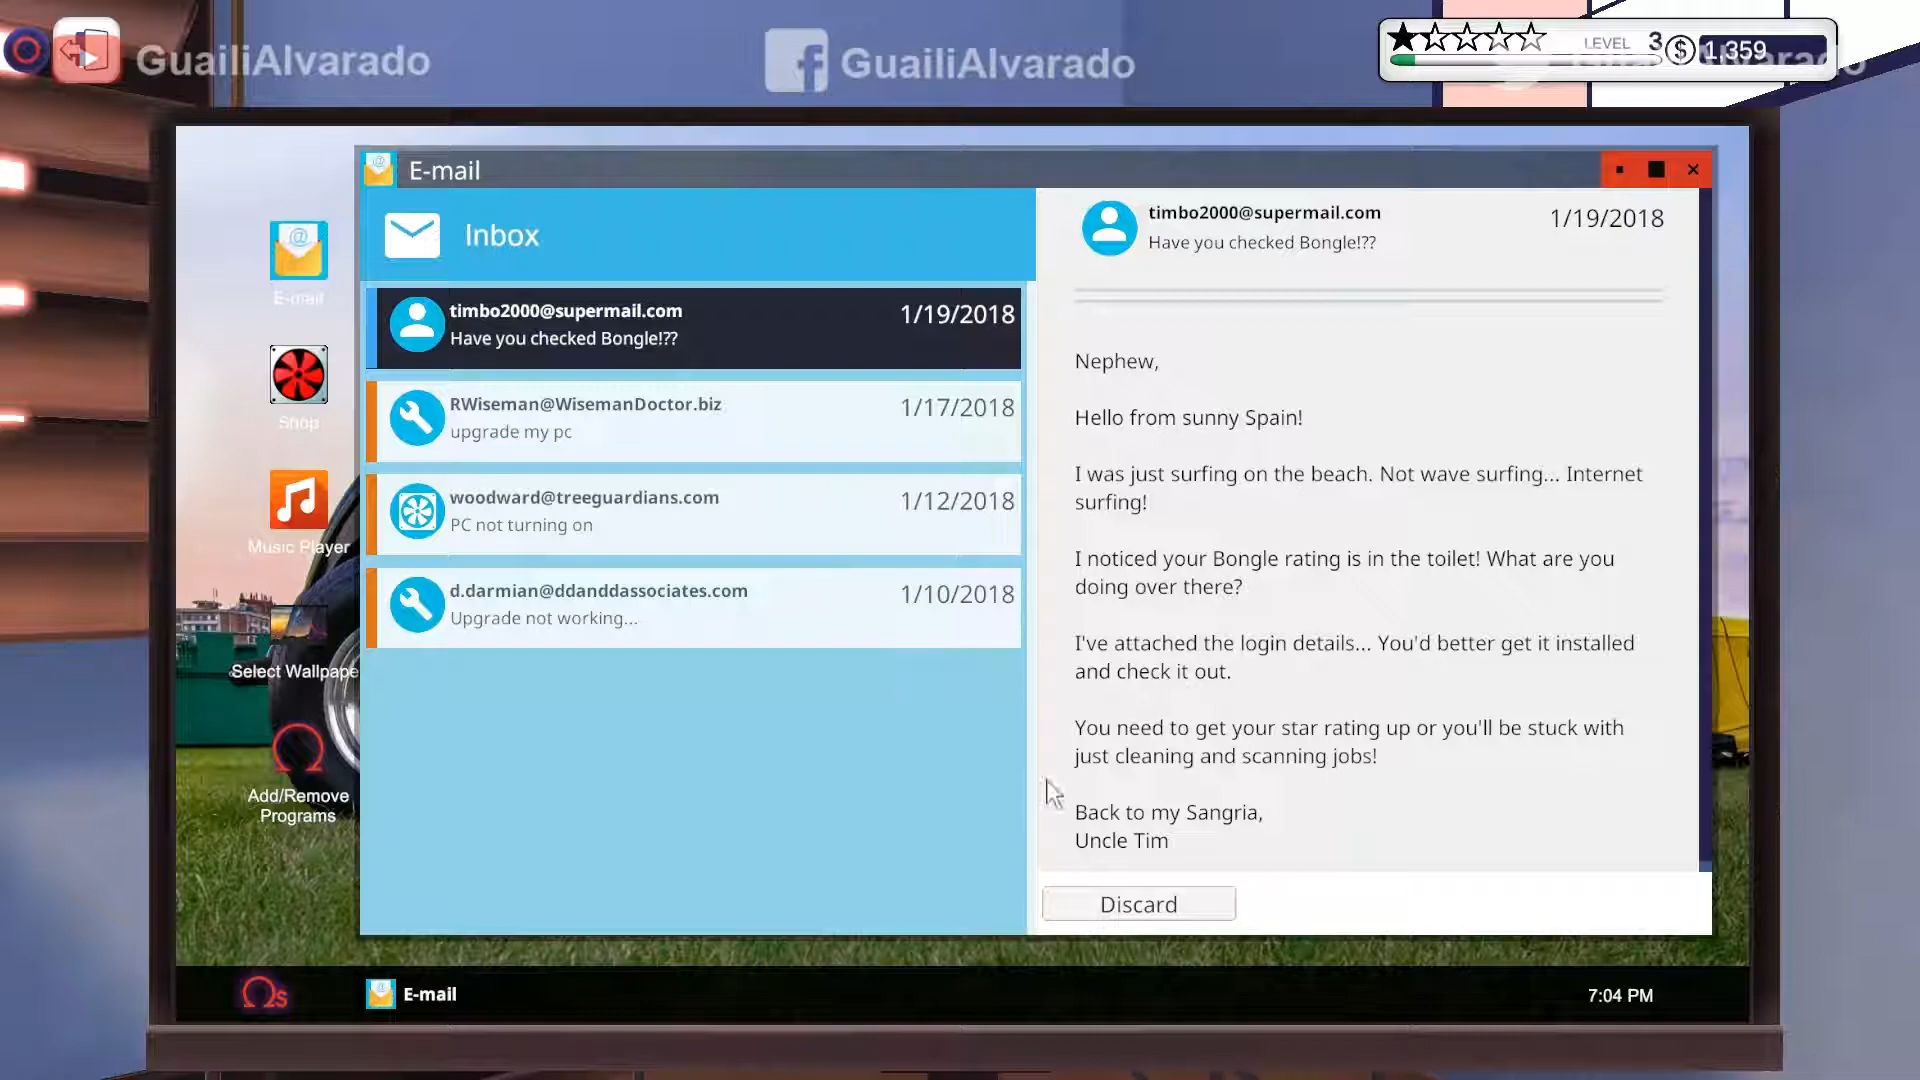 GuailiAlvarado
GuailiAlvarado
LEVEL 3
$ 1,359
E-mail
Inbox
timbo2000@supermail.com
Have you checked Bongle!??
1/19/2018
RWiseman@WisemanDoctor.biz
upgrade my pc
1/17/2018
woodward@treeguardians.com
PC not turning on
1/12/2018
d.darmian@ddanddassociates.com
Upgrade not working...
1/10/2018
timbo2000@supermail.com
Have you checked Bongle!??
1/19/2018
Nephew,
Hello from sunny Spain!
I was just surfing on the beach. Not wave surfing... Internet
surfing!
I noticed your Bongle rating is in the toilet! What are you
doing over there?
I've attached the login details... You'd better get it installed
and check it out.
You need to get your star rating up or you'll be stuck with
just cleaning and scanning jobs!
Back to my Sangria,
Uncle Tim
Discard
E-mail
Shop
Music Player
Select Wallpape
Add/Remove
Programs
Ωs
E-mail
7:04 PM